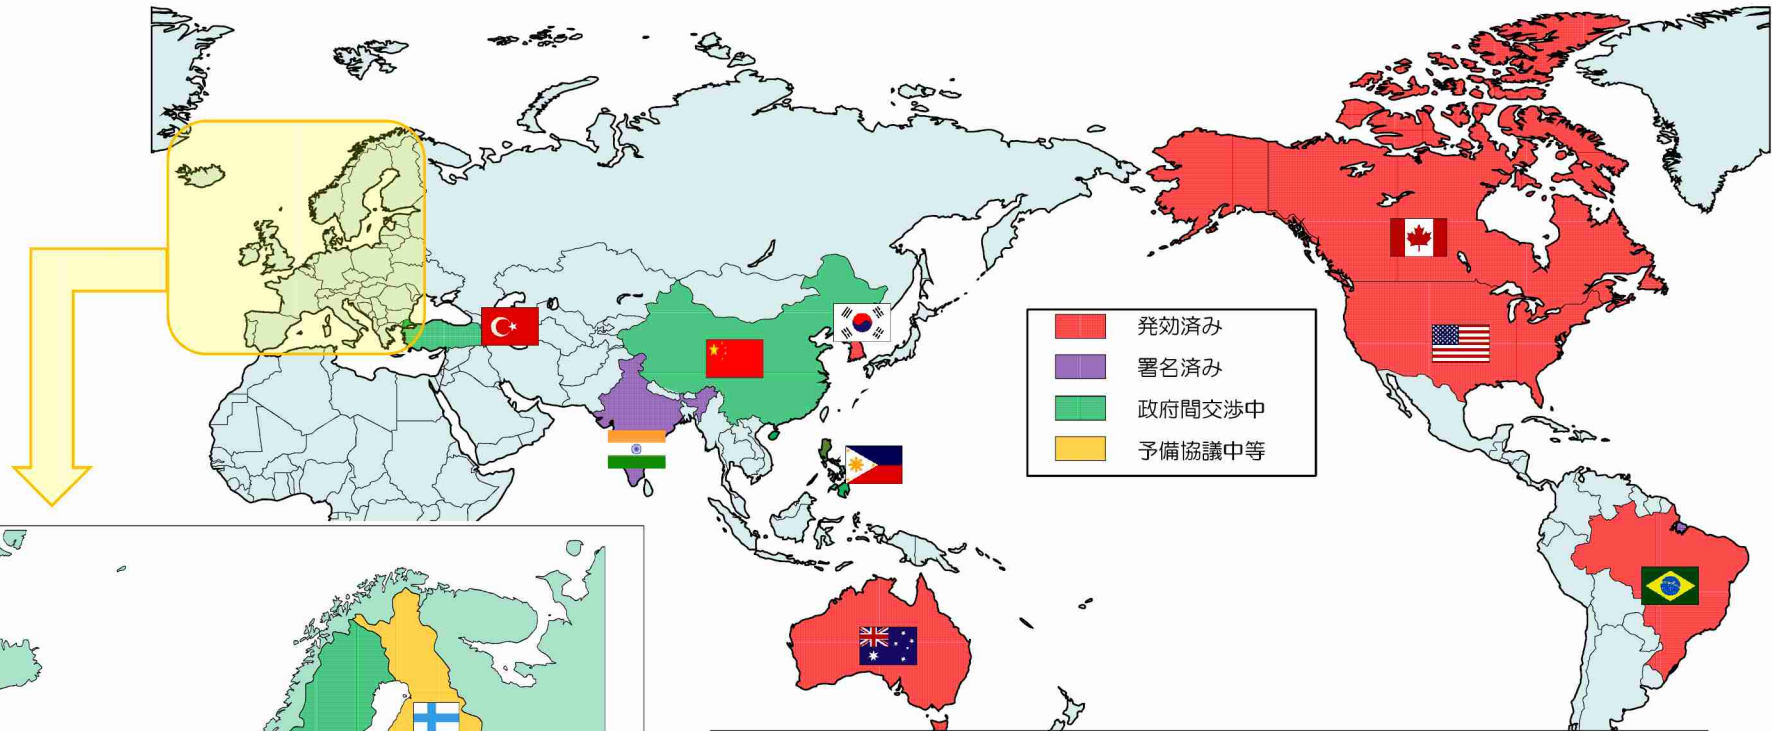 発効済み
署名済み
政府間交渉中
予備協議中等